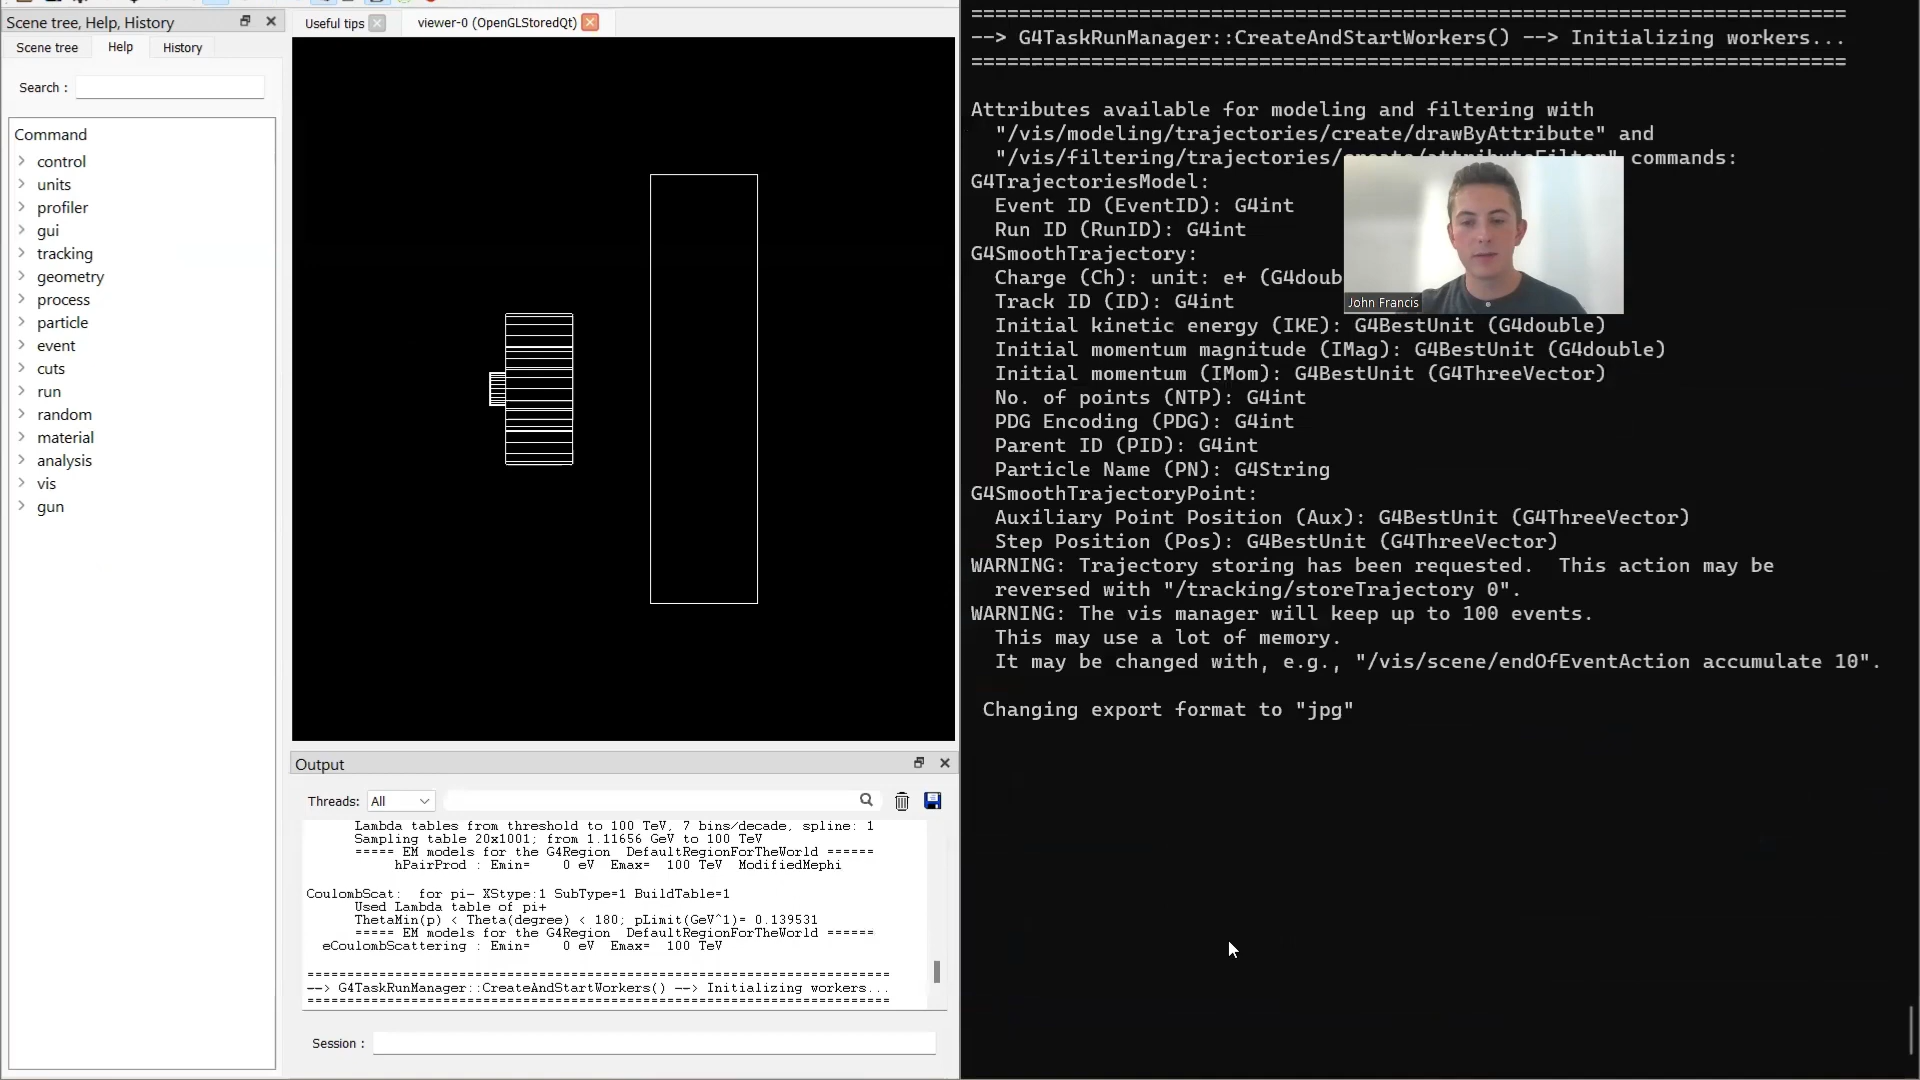 Scene tree, Help, History
Scene tree
Help
History
Search :
Command
control
units
profiler
gui
tracking
geometry
process
particle
event
cuts
run
random
material
analysis
vis
gun
Useful tips
viewer-0 (OpenGLStoredQt)
Output
Threads:
All
Lambda tables from threshold to 100 TeV, 7 bins/decade, spline: 1
Sampling table 20x1001; from 1.11656 GeV to 100 TeV
===== EM models for the G4Region  DefaultRegionForTheWorld ======
hPairProd : Emin=    0 eV  Emax=  100 TeV  ModifiedMephi
CoulombScat:  for pi- XStype:1 SubType=1 BuildTable=1
Used Lambda table of pi+
ThetaMin(p) < Theta(degree) < 180; pLimit(GeV^1)= 0.139531
===== EM models for the G4Region  DefaultRegionForTheWorld ======
eCoulombScattering : Emin=    0 eV  Emax=  100 TeV
==========================================================================
--> G4TaskRunManager::CreateAndStartWorkers() --> Initializing workers...
==========================================================================
Session :
=========================================================================
--> G4TaskRunManager::CreateAndStartWorkers() --> Initializing workers...
=========================================================================
Attributes available for modeling and filtering with
"/vis/modeling/trajectories/create/drawByAttribute" and
"/vis/filtering/trajectories/create/attributeFilter" commands:
G4TrajectoriesModel:
Event ID (EventID): G4int
Run ID (RunID): G4int
G4SmoothTrajectory:
Charge (Ch): unit: e+ (G4doub
Track ID (ID): G4int
Initial kinetic energy (IKE): G4BestUnit (G4double)
Initial momentum magnitude (IMag): G4BestUnit (G4double)
Initial momentum (IMom): G4BestUnit (G4ThreeVector)
No. of points (NTP): G4int
PDG Encoding (PDG): G4int
Parent ID (PID): G4int
Particle Name (PN): G4String
G4SmoothTrajectoryPoint:
Auxiliary Point Position (Aux): G4BestUnit (G4ThreeVector)
Step Position (Pos): G4BestUnit (G4ThreeVector)
WARNING: Trajectory storing has been requested.  This action may be
reversed with "/tracking/storeTrajectory 0".
WARNING: The vis manager will keep up to 100 events.
This may use a lot of memory.
It may be changed with, e.g., "/vis/scene/endOfEventAction accumulate 10".
Changing export format to "jpg"
John Francis